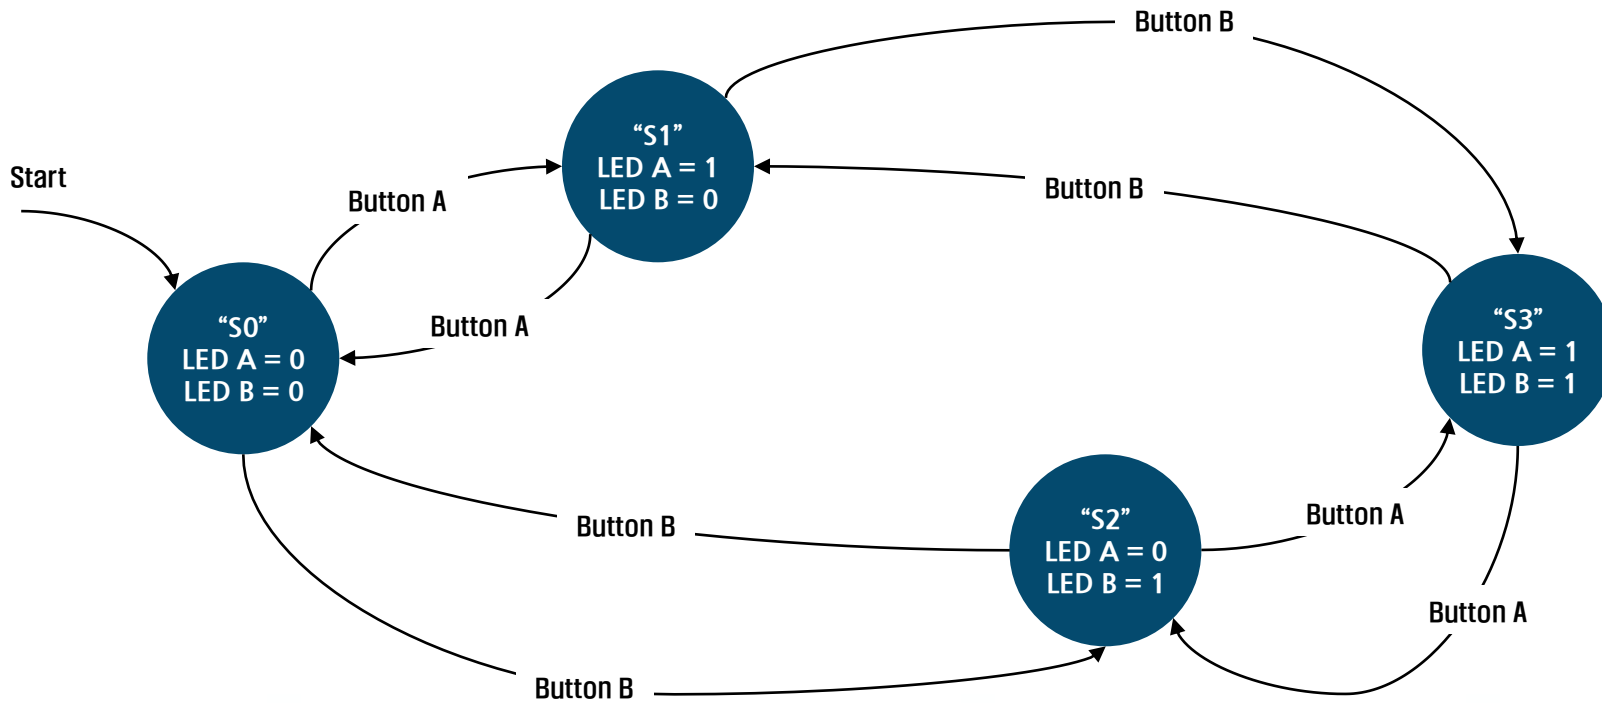 Button B
“S1”
LED A = 1
LED B = 0
Start
Button A
Button B
Button A
“S0”
LED A = 0
LED B = 0
“S3”
LED A = 1
LED B = 1
Button B
“S2”
LED A = 0
LED B = 1
Button A
Button A
Button B